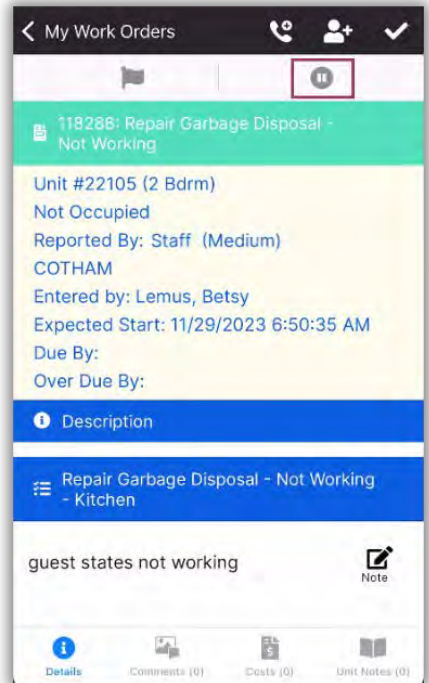 My Work Orders
118286: Repair Garbage Disposal -
Not Working
Unit #22105 (2 Bdrm)
Not Occupied
Reported By: Staff (Medium)
COTHAM
Entered by: Lemus, Betsy
Expected Start: 11/29/2023 6:50:35 AM
Due By:
Over Due By:
Description
Repair Garbage Disposal - Not Working
- Kitchen
guest states not working
Note
Details Comments (0) Costs (0) Unit Notes (0)